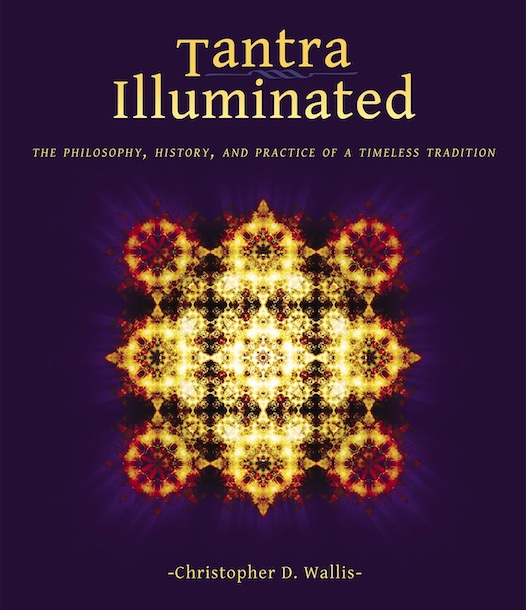 Tantra
Illuminated
THE PHILOSOPHY, HISTORY, AND PRACTICE OF A TIMELESS TRADITION
-Christopher D. Wallis-